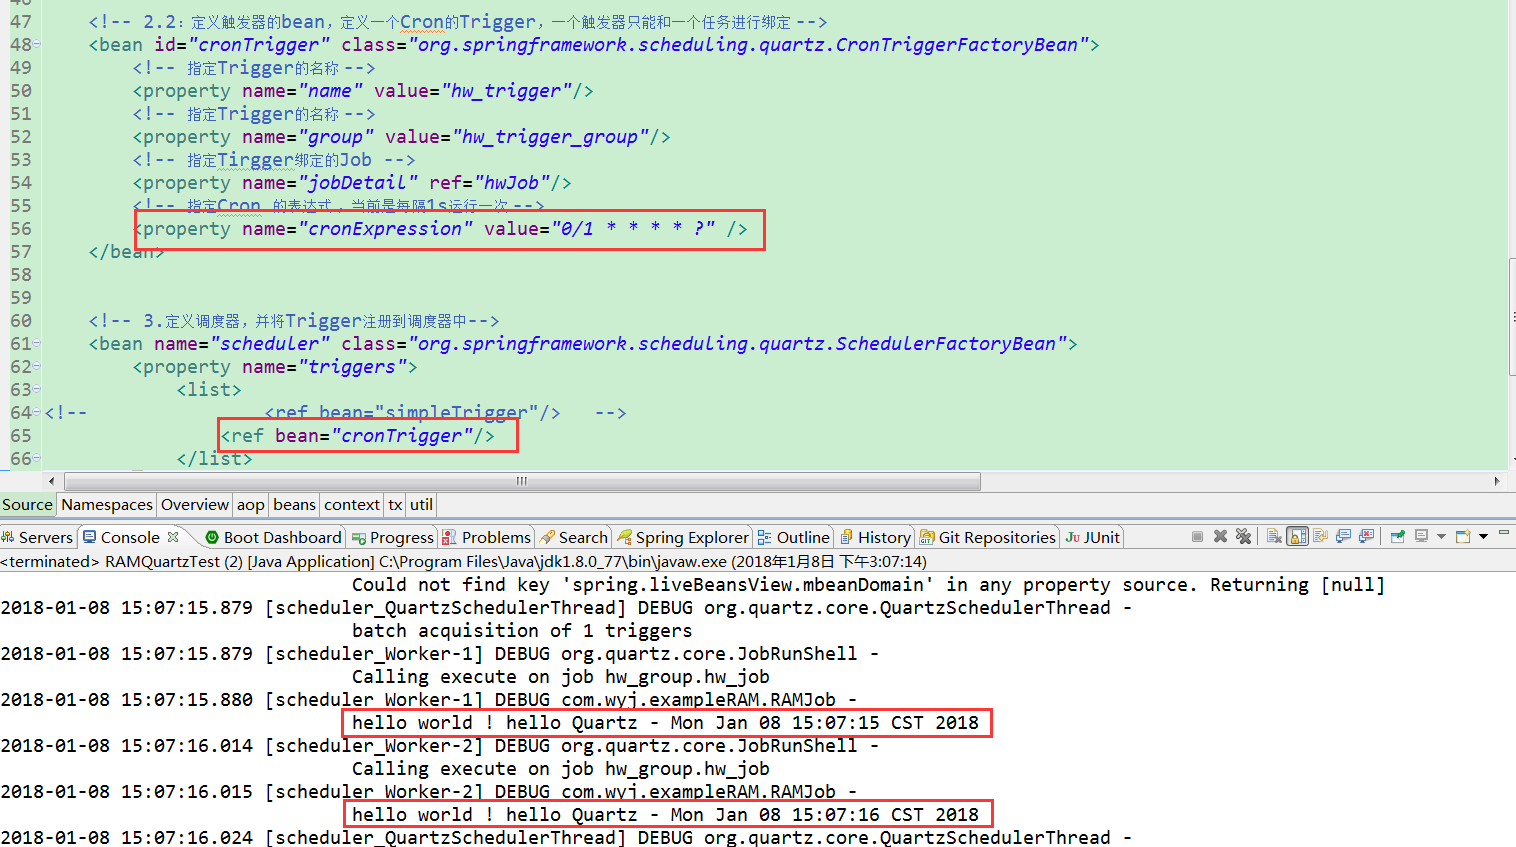 46
47 <!-- 2.2：定义触发器的bean，定义一个Cron的Trigger，一个触发器只能和一个任务进行绑定 -->
48 <bean id="cronTrigger" class="org.springframework.scheduling.quartz.CronTriggerFactoryBean">
49 <!-- 指定Trigger的名称 -->
50 <property name="name" value="hw_trigger"/>
51 <!-- 指定Trigger的名称 -->
52 <property name="group" value="hw_trigger_group"/>
53 <!-- 指定Tirgger绑定的Job -->
54 <property name="jobDetail" ref="hwJob"/>
55 <!-- 指定Cron 的表达式 ，当前是每隔1s运行一次 -->
56 <property name="cronExpression" value="0/1 * * * * ?" />
57 </bean>
58
59
60 <!-- 3.定义调度器，并将Trigger注册到调度器中-->
61 <bean name="scheduler" class="org.springframework.scheduling.quartz.SchedulerFactoryBean">
62 <property name="triggers">
63 <list>
64 <!-- <ref bean="simpleTrigger"/> -->
65 <ref bean="cronTrigger"/>
66 </list>
Source Namespaces Overview aop beans context tx util
Servers Console Boot Dashboard Progress Problems Search Spring Explorer Outline History Git Repositories JUnit
<terminated> RAMQuartzTest (2) [Java Application] C:\Program Files\Java\jdk1.8.0_77\bin\javaw.exe (2018年1月8日 下午3:07:14)
Could not find key 'spring.liveBeansView.mbeanDomain' in any property source. Returning [null]
2018-01-08 15:07:15.879 [scheduler_QuartzSchedulerThread] DEBUG org.quartz.core.QuartzSchedulerThread -
batch acquisition of 1 triggers
2018-01-08 15:07:15.879 [scheduler_Worker-1] DEBUG org.quartz.core.JobRunShell -
Calling execute on job hw_group.hw_job
2018-01-08 15:07:15.880 [scheduler_Worker-1] DEBUG com.wyj.exampleRAM.RAMJob -
hello world ! hello Quartz - Mon Jan 08 15:07:15 CST 2018
2018-01-08 15:07:16.014 [scheduler_Worker-2] DEBUG org.quartz.core.JobRunShell -
Calling execute on job hw_group.hw_job
2018-01-08 15:07:16.015 [scheduler_Worker-2] DEBUG com.wyj.exampleRAM.RAMJob -
hello world ! hello Quartz - Mon Jan 08 15:07:16 CST 2018
2018-01-08 15:07:16.024 [scheduler_QuartzSchedulerThread] DEBUG org.quartz.core.QuartzSchedulerThread -